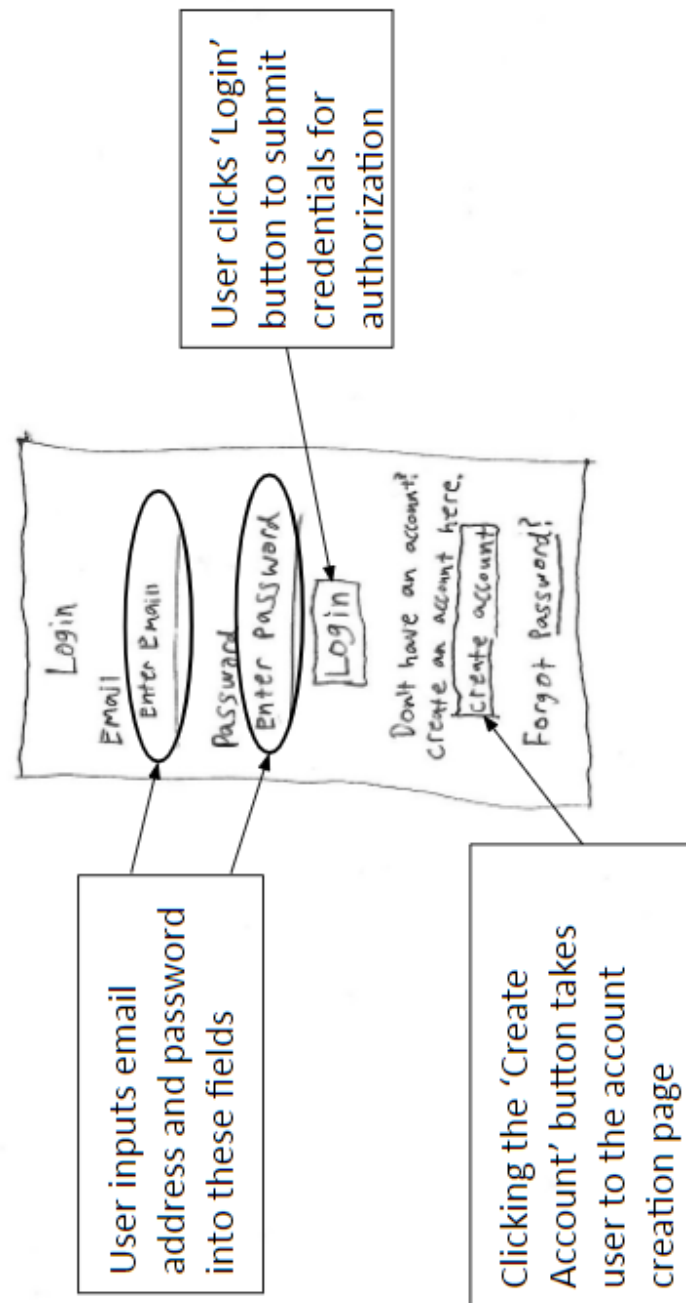 User inputs email
address and password
into these fields
Login
Email
Enter Email
Password
Enter Password
Login
Don't have an account?
create an account here.
create account
Forgot Password?
User clicks ‘Login’
button to submit
credentials for
authorization
Clicking the ‘Create
Account’ button takes
user to the account
creation page